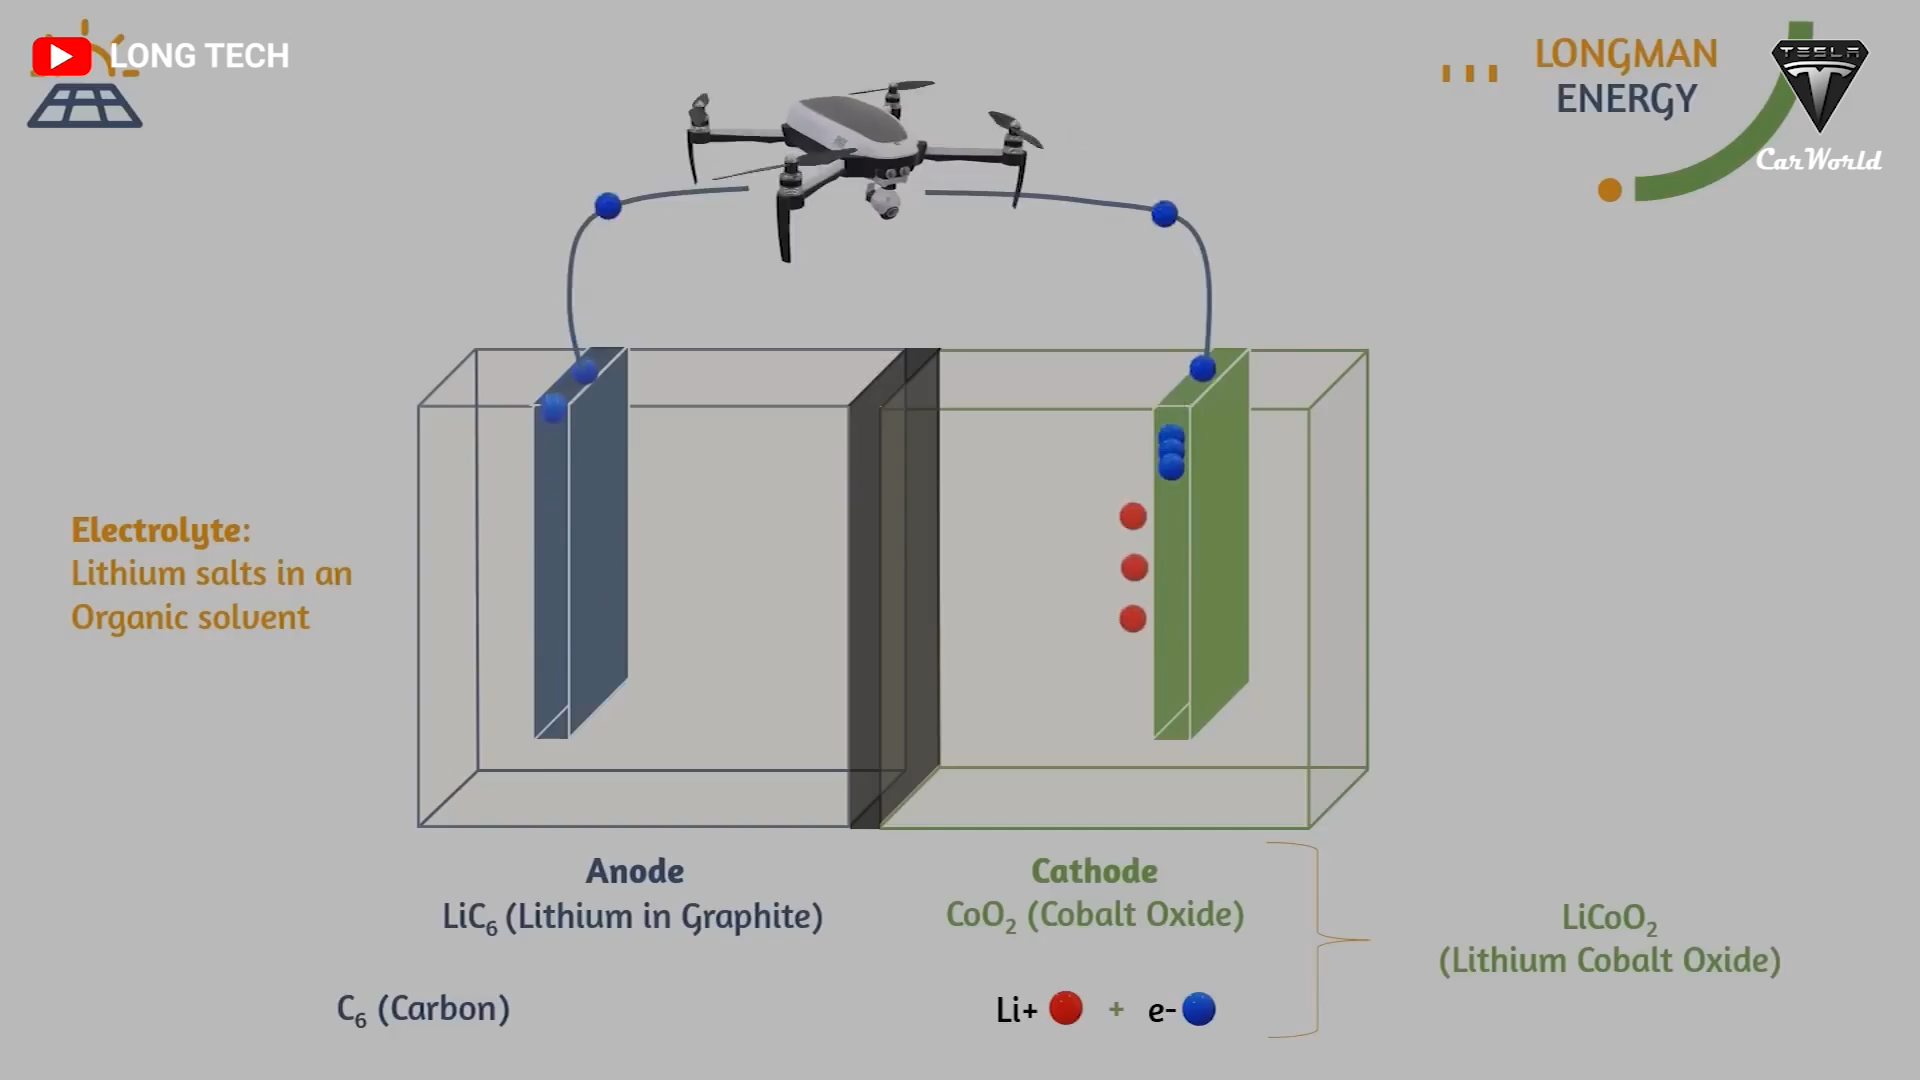 LONG TECH
LONGMAN
ENERGY
TESLA
CarWorld
Electrolyte:
Lithium salts in an
Organic solvent
Anode
LiC₆ (Lithium in Graphite)
Cathode
CoO₂ (Cobalt Oxide)
LiCoO₂
(Lithium Cobalt Oxide)
C₆ (Carbon)
Li+ + e-